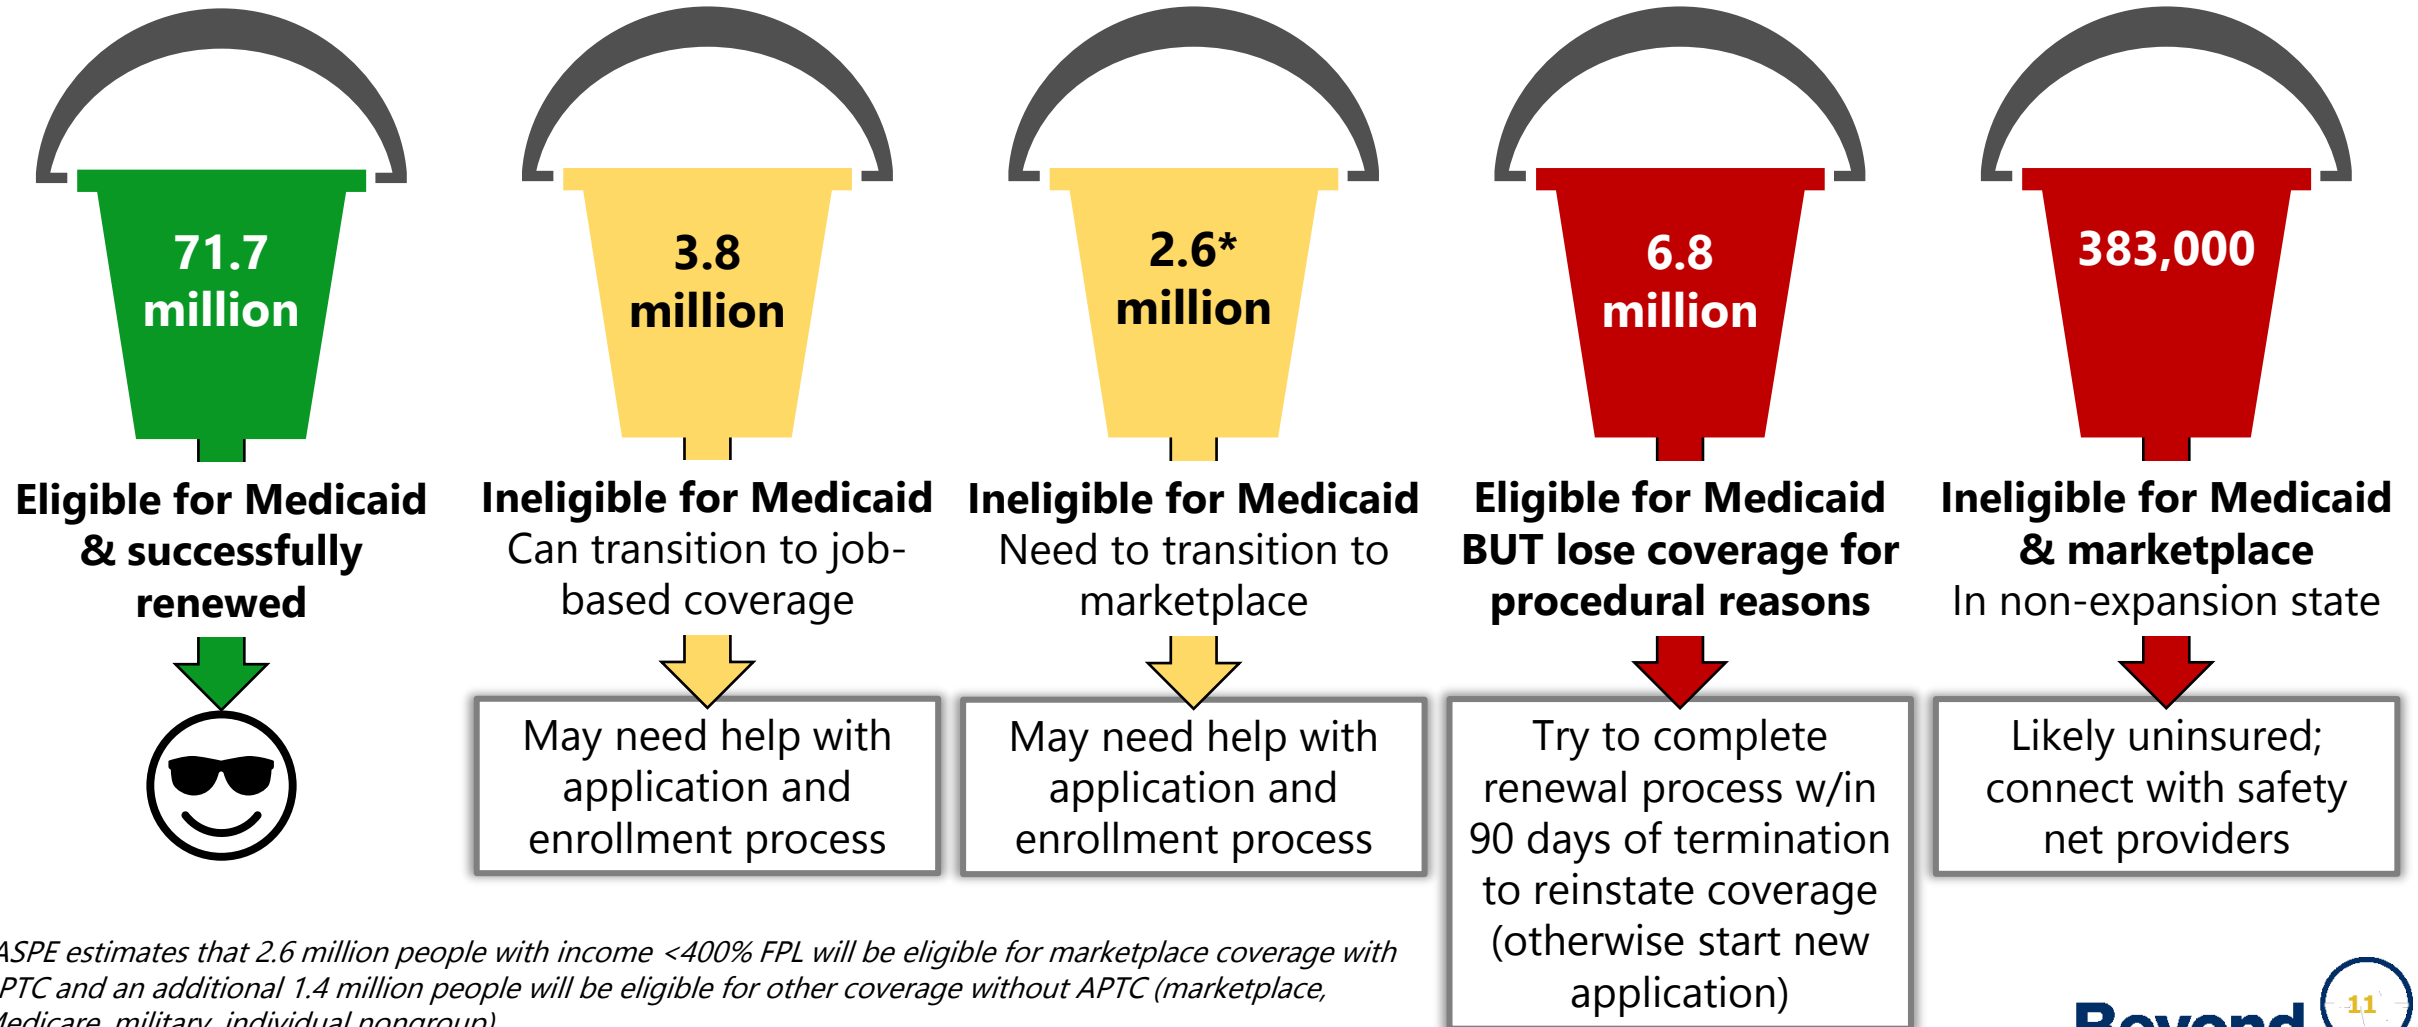 71.7
million
Eligible for Medicaid
& successfully
renewed
3.8
million
Ineligible for Medicaid
Can transition to job-
based coverage
May need help with
application and
enrollment process
2.6*
million
Ineligible for Medicaid
Need to transition to
marketplace
May need help with
application and
enrollment process
6.8
million
Eligible for Medicaid
BUT lose coverage for
procedural reasons
Try to complete
renewal process w/in
90 days of termination
to reinstate coverage
(otherwise start new
application)
383,000
Ineligible for Medicaid
& marketplace
In non-expansion state
Likely uninsured;
connect with safety
net providers
ASPE estimates that 2.6 million people with income <400% FPL will be eligible for marketplace coverage with
PTC and an additional 1.4 million people will be eligible for other coverage without APTC (marketplace,
Medicare, military, individual nongroup)
Beyond
11